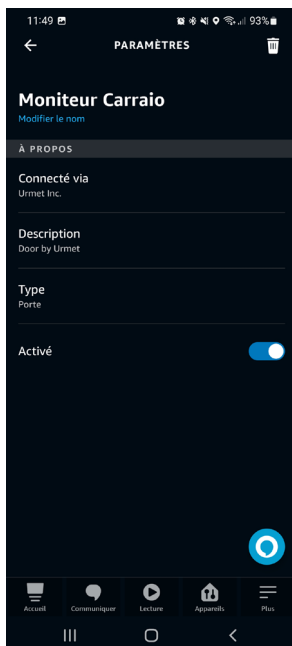 11:49
93%
PARAMÈTRES
Moniteur Carraio
Modifier le nom
À PROPOS
Connecté via
Urmet Inc.
Description
Door by Urmet
Type
Porte
Activé
Accueil
Communiquer
Lecture
Appareils
Plus